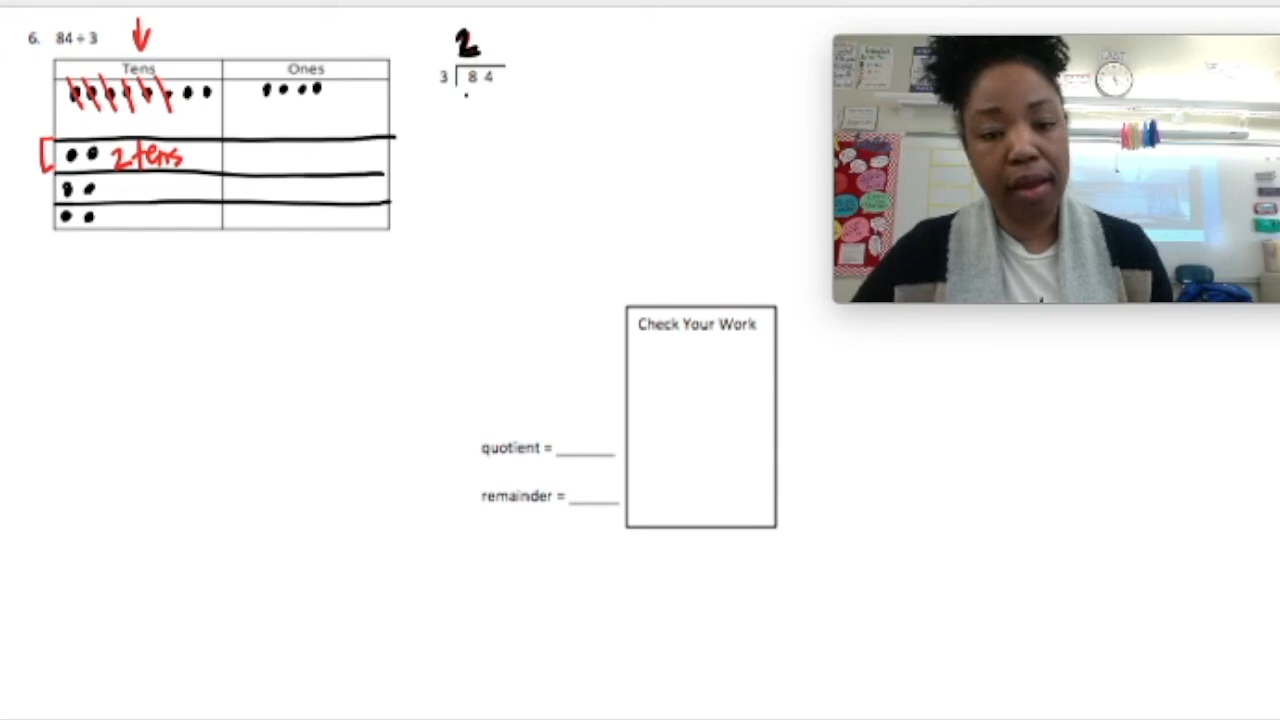 6. 84 ÷ 3
Tens Ones
2 tens
2
3 8 4
Check Your Work
quotient = ______
remainder = ______